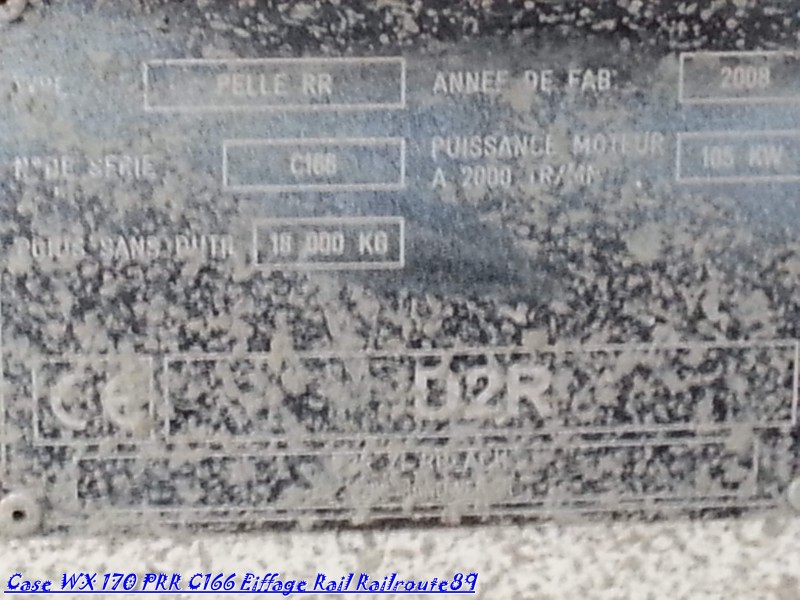 TYPE PELLE RR ANNEE DE FAB. 2008
N° DE SERIE C166 PUISSANCE MOTEUR 105 KW
A 2000 TR/MN
POIDS SANS OUTIL 18 000 KG
CE D2R
Case WX 170 PRR C166 Eiffage Rail Railroute89